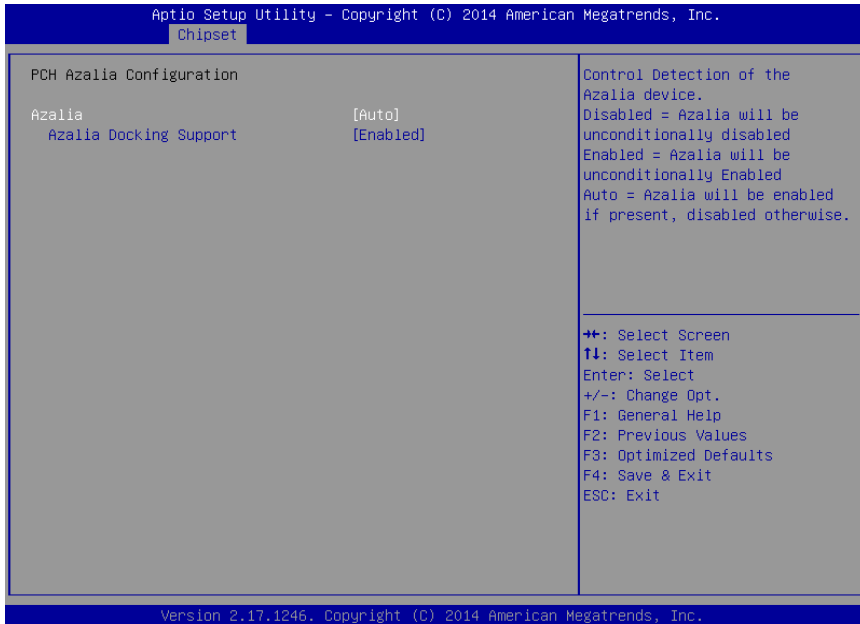 Aptio Setup Utility – Copyright (C) 2014 American Megatrends, Inc.
Chipset
PCH Azalia Configuration
Azalia [Auto]
Azalia Docking Support [Enabled]
Control Detection of the
Azalia device.
Disabled = Azalia will be
unconditionally disabled
Enabled = Azalia will be
unconditionally Enabled
Auto = Azalia will be enabled
if present, disabled otherwise.
→←: Select Screen
↑↓: Select Item
Enter: Select
+/-: Change Opt.
F1: General Help
F2: Previous Values
F3: Optimized Defaults
F4: Save & Exit
ESC: Exit
Version 2.17.1246. Copyright (C) 2014 American Megatrends, Inc.